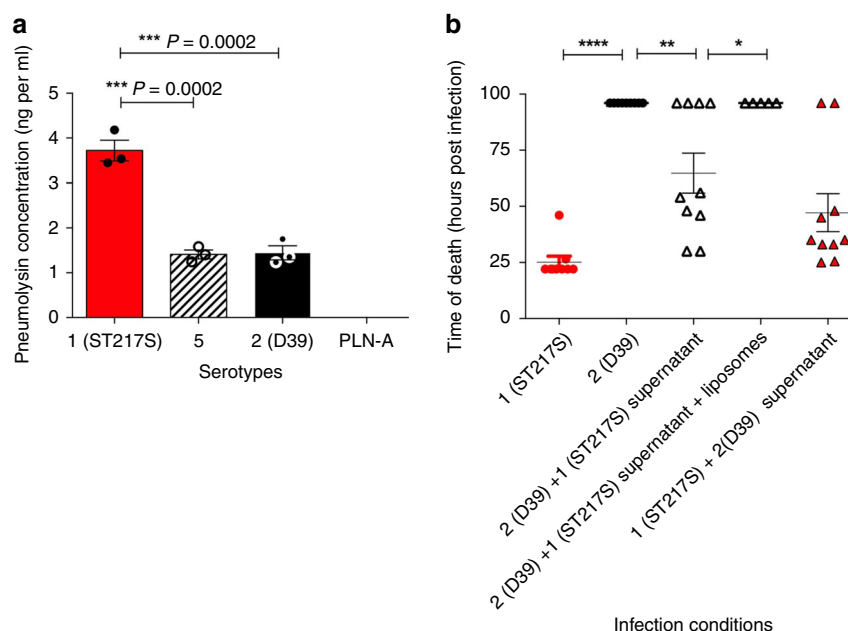 a
*** P = 0.0002
*** P = 0.0002
Pneumolysin concentration (ng per ml)
5
4
3
2
1
0
1 (ST217S) 5 2 (D39) PLN-A
Serotypes
b
**** ** *
Time of death (hours post infection)
100
75
50
25
0
1 (ST217S)
2 (D39)
2 (D39) +1 (ST217S) supernatant
2 (D39) +1 (ST217S) supernatant + liposomes
1 (ST217S) + 2(D39) supernatant
Infection conditions